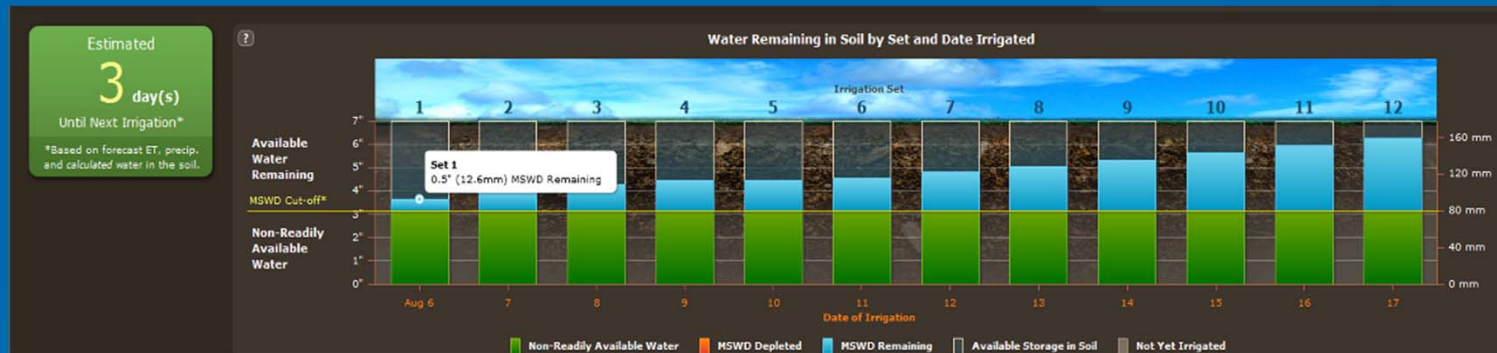 Estimated
3 day(s)
Until Next Irrigation*
*Based on forecast ET, precip.
and calculated water in the soil.
?
Water Remaining in Soil by Set and Date Irrigated
Irrigation Set
1 2 3 4 5 6 7 8 9 10 11 12
Available
Water
Remaining
MSWD Cut-off*
Non-Readily
Available
Water
7"
6"
5"
4"
3"
2"
1"
0"
Set 1
0.5" (12.6mm) MSWD Remaining
160 mm
120 mm
80 mm
40 mm
0 mm
Aug 6 7 8 9 10 11 12 13 14 15 16 17
Date of Irrigation
Non-Readily Available Water MSWD Depleted MSWD Remaining Available Storage in Soil Not Yet Irrigated